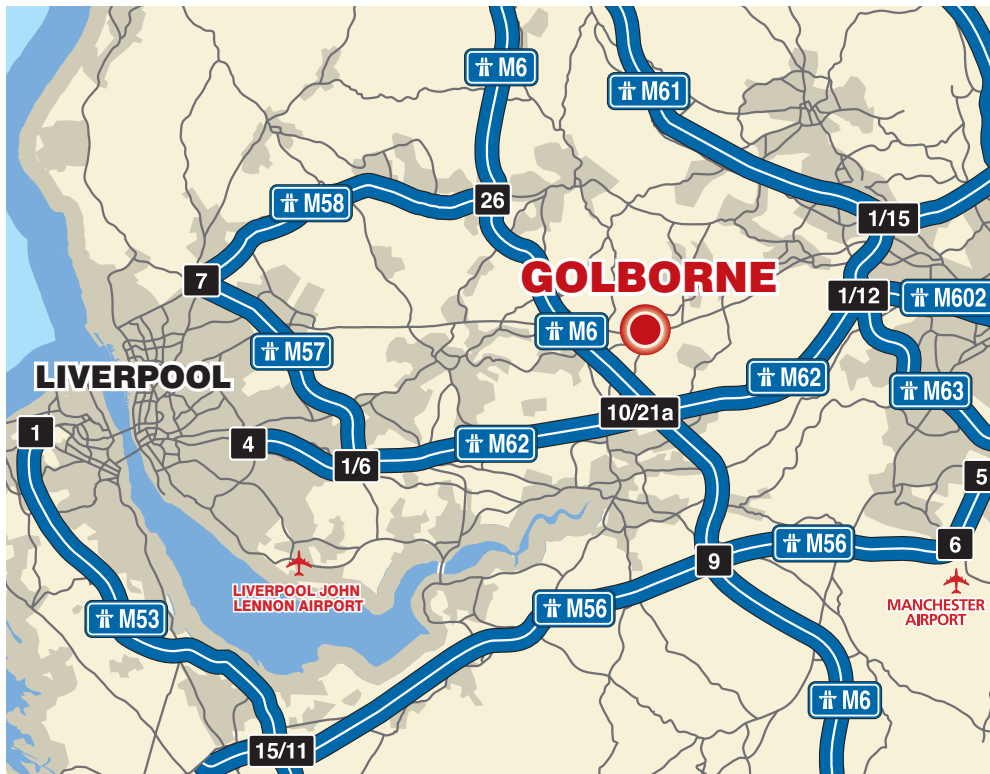 M6
M61
26
M58
1/15
7
GOLBORNE
1/12
M602
M6
M57
LIVERPOOL
M62
M63
10/21a
1
4
M62
1/6
5
M56
6
9
LIVERPOOL JOHN
LENNON AIRPORT
MANCHESTER
AIRPORT
M56
M53
M6
15/11